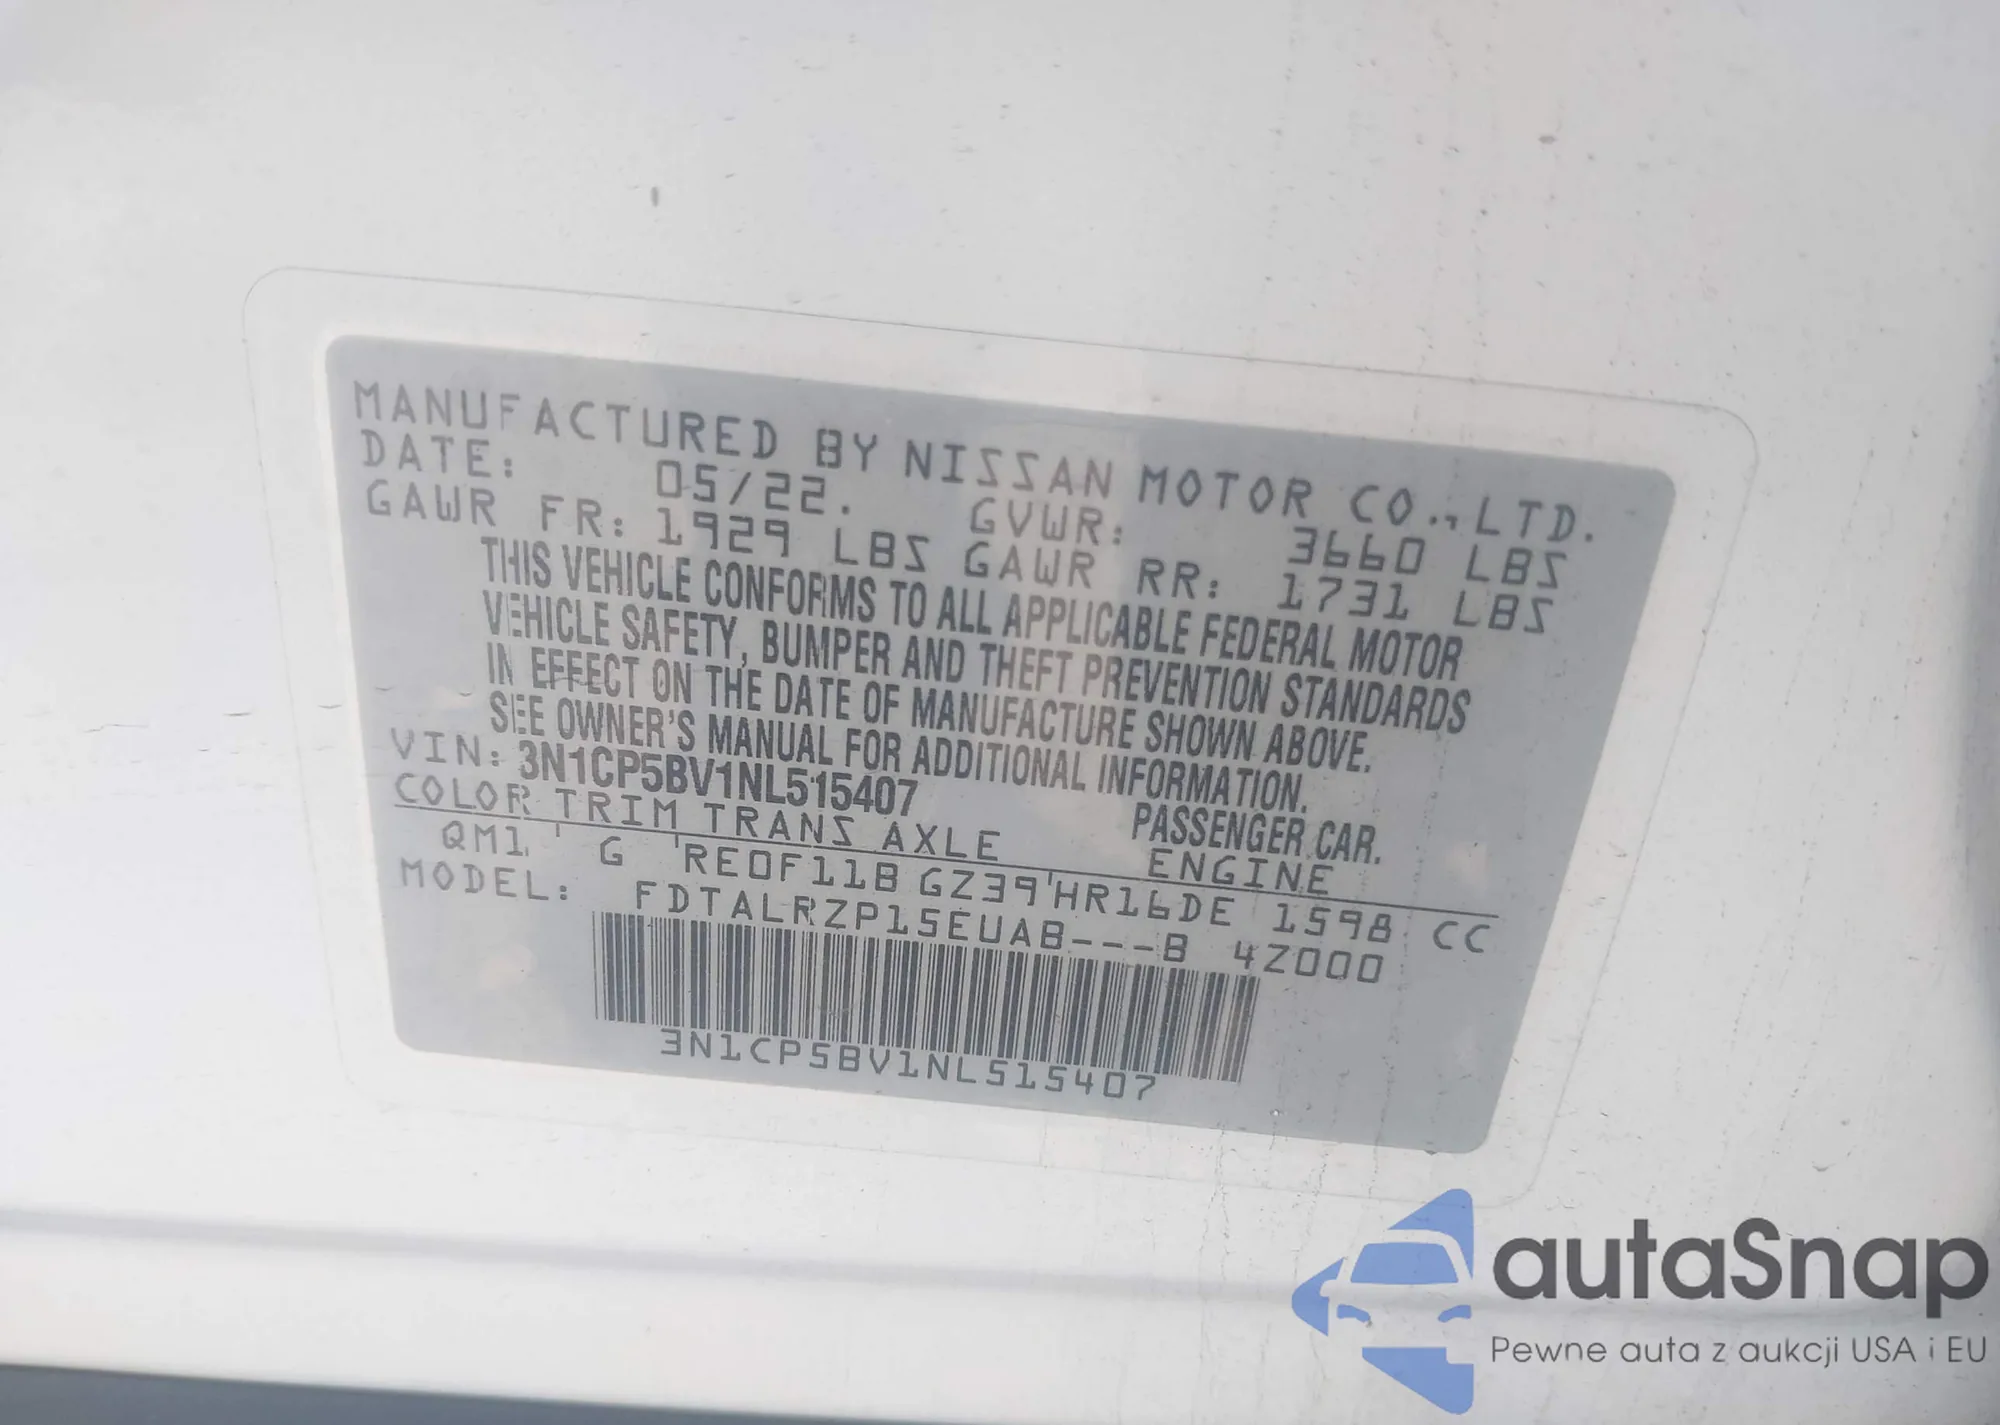 MANUFACTURED BY NISSAN MOTOR CO.,LTD.
DATE: 05/22. GVWR: 3660 LBS
GAWR FR: 1929 LBS GAWR RR: 1731 LBS
THIS VEHICLE CONFORMS TO ALL APPLICABLE FEDERAL MOTOR
VEHICLE SAFETY, BUMPER AND THEFT PREVENTION STANDARDS
IN EFFECT ON THE DATE OF MANUFACTURE SHOWN ABOVE.
SEE OWNER'S MANUAL FOR ADDITIONAL INFORMATION.
VIN: 3N1CP5BV1NL515407 PASSENGER CAR.
COLOR TRIM TRANS AXLE ENGINE
QM1 G RE0F11B GZ39 HR16DE 1598 CC
MODEL: FDTALRZP15EUAB---B 4Z000
3N1CP5BV1NL515407
autaSnap
Pewne auta z aukcji USA i EU